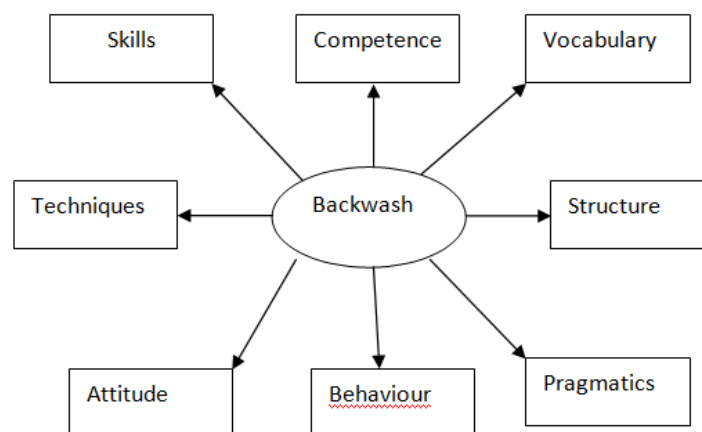 Skills
Competence
Vocabulary
Techniques
Backwash
Structure
Attitude
Behaviour
Pragmatics